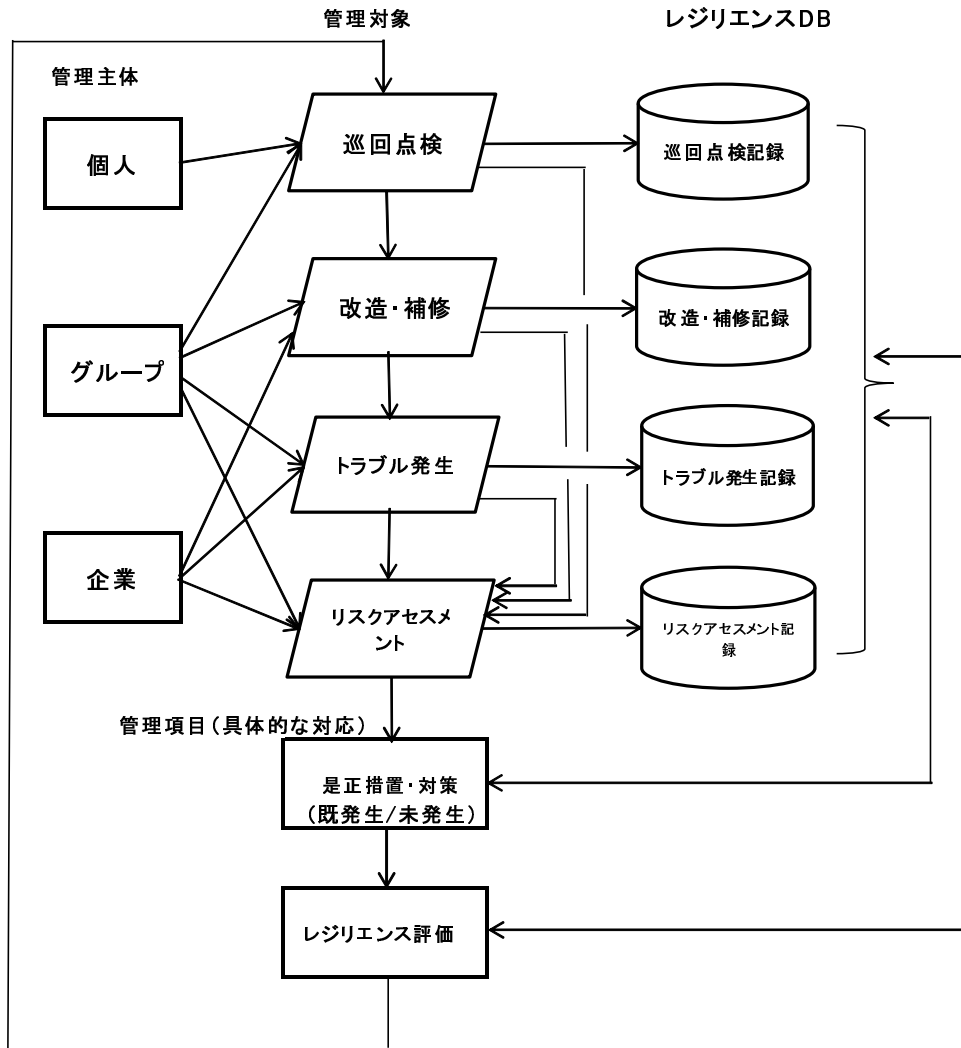 管理対象
レジリエンスDB
管理主体
個人
巡回点検
巡回点検記録
改造・補修
改造・補修記録
グループ
トラブル発生
トラブル発生記録
企業
リスクアセスメ
ント
リスクアセスメント記
録
管理項目（具体的な対応）
是正措置・対策
（既発生/未発生）
レジリエンス評価